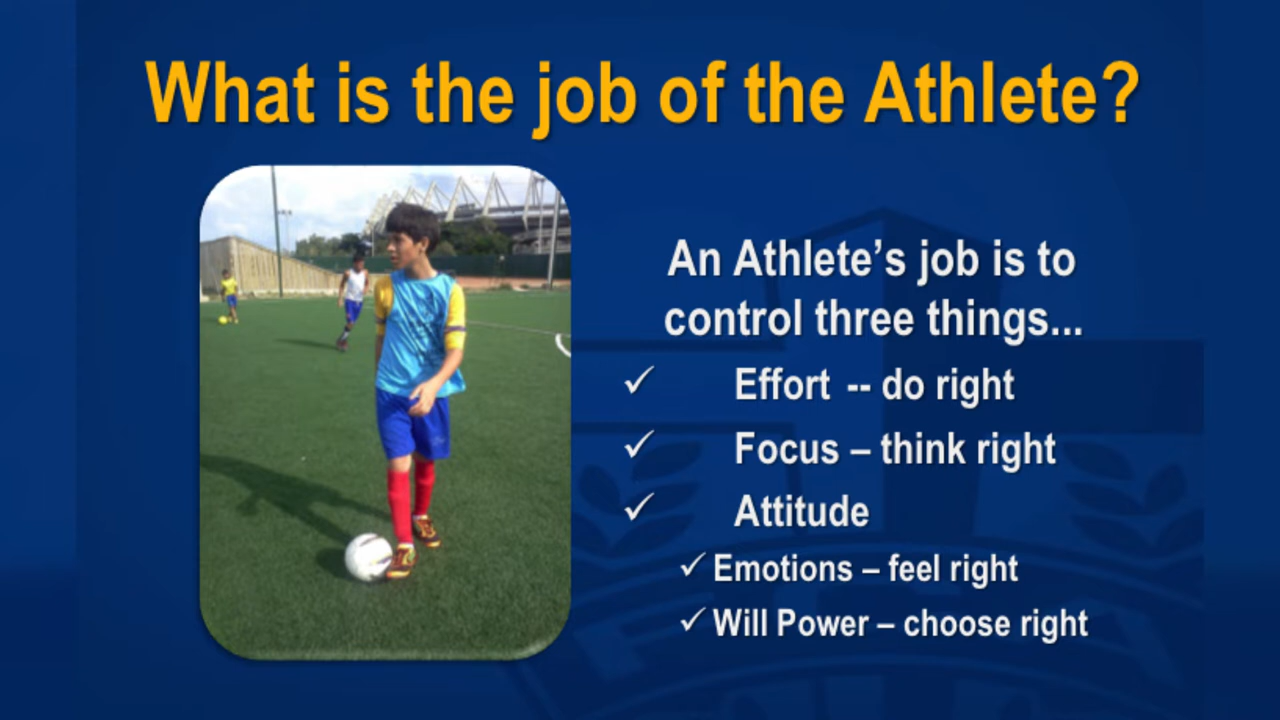 What is the job of the Athlete?
An Athlete’s job is to
control three things...
✓ Effort -- do right
✓ Focus – think right
✓ Attitude
✓ Emotions – feel right
✓ Will Power – choose right